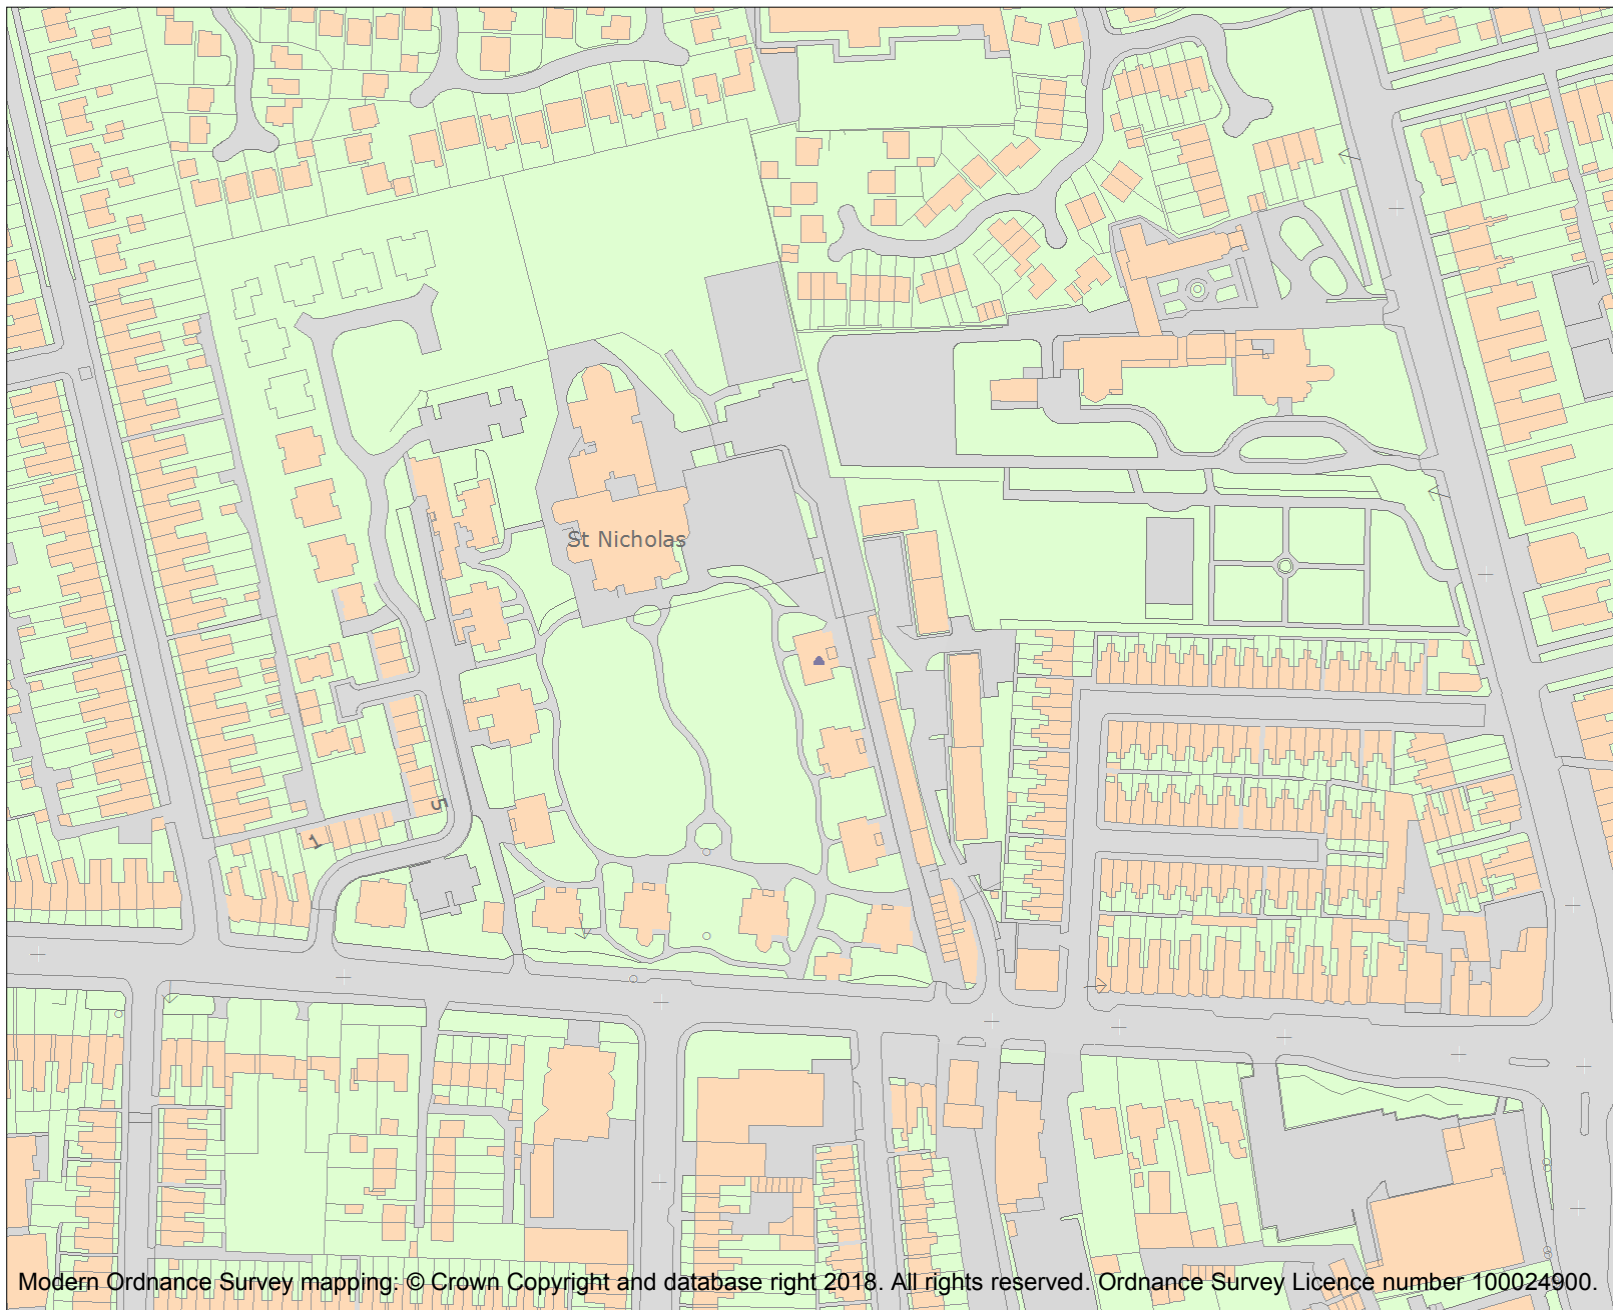 St Nicholas
5
1
Modern Ordnance Survey mapping: © Crown Copyright and database right 2018. All rights reserved. Ordnance Survey Licence number 100024900.